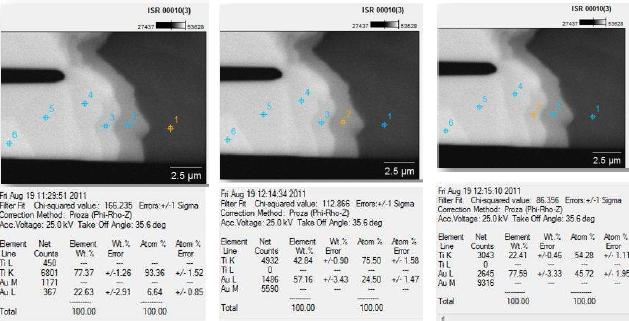 ISR 00010(3)
27437 53628
1
2
3
4
5
6
2.5 µm
Fri Aug 19 11:29:51 2011
Filter Fit Chi-squared value: 166.235 Errors:+/-1 Sigma
Correction Method: Proza (Phi-Rho-Z)
Acc.Voltage: 25.0 kV Take Off Angle: 35.6 deg
Element Net Element Wt.% Atom % Atom %
Line Counts Wt.% Error Error
Ti L 450 --- --- --- ---
Ti K 6801 77.37 +/-1.26 93.36 +/- 1.52
Au M 1171 --- --- --- ---
Au L 367 22.63 +/-2.91 6.64 +/- 0.85
Total 100.00 100.00
ISR 00010(3)
27437 53628
1
3
4
5
6
2.5 µm
Fri Aug 19 12:14:34 2011
Filter Fit Chi-squared value: 112.866 Errors:+/-1 Sigma
Correction Method: Proza (Phi-Rho-Z)
Acc.Voltage: 25.0 kV Take Off Angle: 35.6 deg
Element Net Element Wt.% Atom % Atom %
Line Counts Wt.% Error Error
Ti K 4932 42.84 +/-0.90 75.50 +/- 1.58
Ti L 0 --- --- --- ---
Au L 1486 57.16 +/-3.43 24.50 +/- 1.47
Au M 5590 --- --- ---
Total 100.00 100.00
ISR 00010(3)
27437 53628
1
4
5
6
2.5 µm
Fri Aug 19 12:15:10 2011
Filter Fit Chi-squared value: 86.356 Errors:+/-1 Sigma
Correction Method: Proza (Phi-Rho-Z)
Acc.Voltage: 25.0 kV Take Off Angle: 35.6 deg
Element Net Element Wt.% Atom % Atom %
Line Counts Wt.% Error Error
Ti K 3043 22.41 +/-0.46 54.28 +/- 1.11
Ti L 0 --- --- --- ---
Au L 2645 77.59 +/-3.33 45.72 +/- 1.95
Au M 9316 --- --- --- ---
Total 100.00 100.00